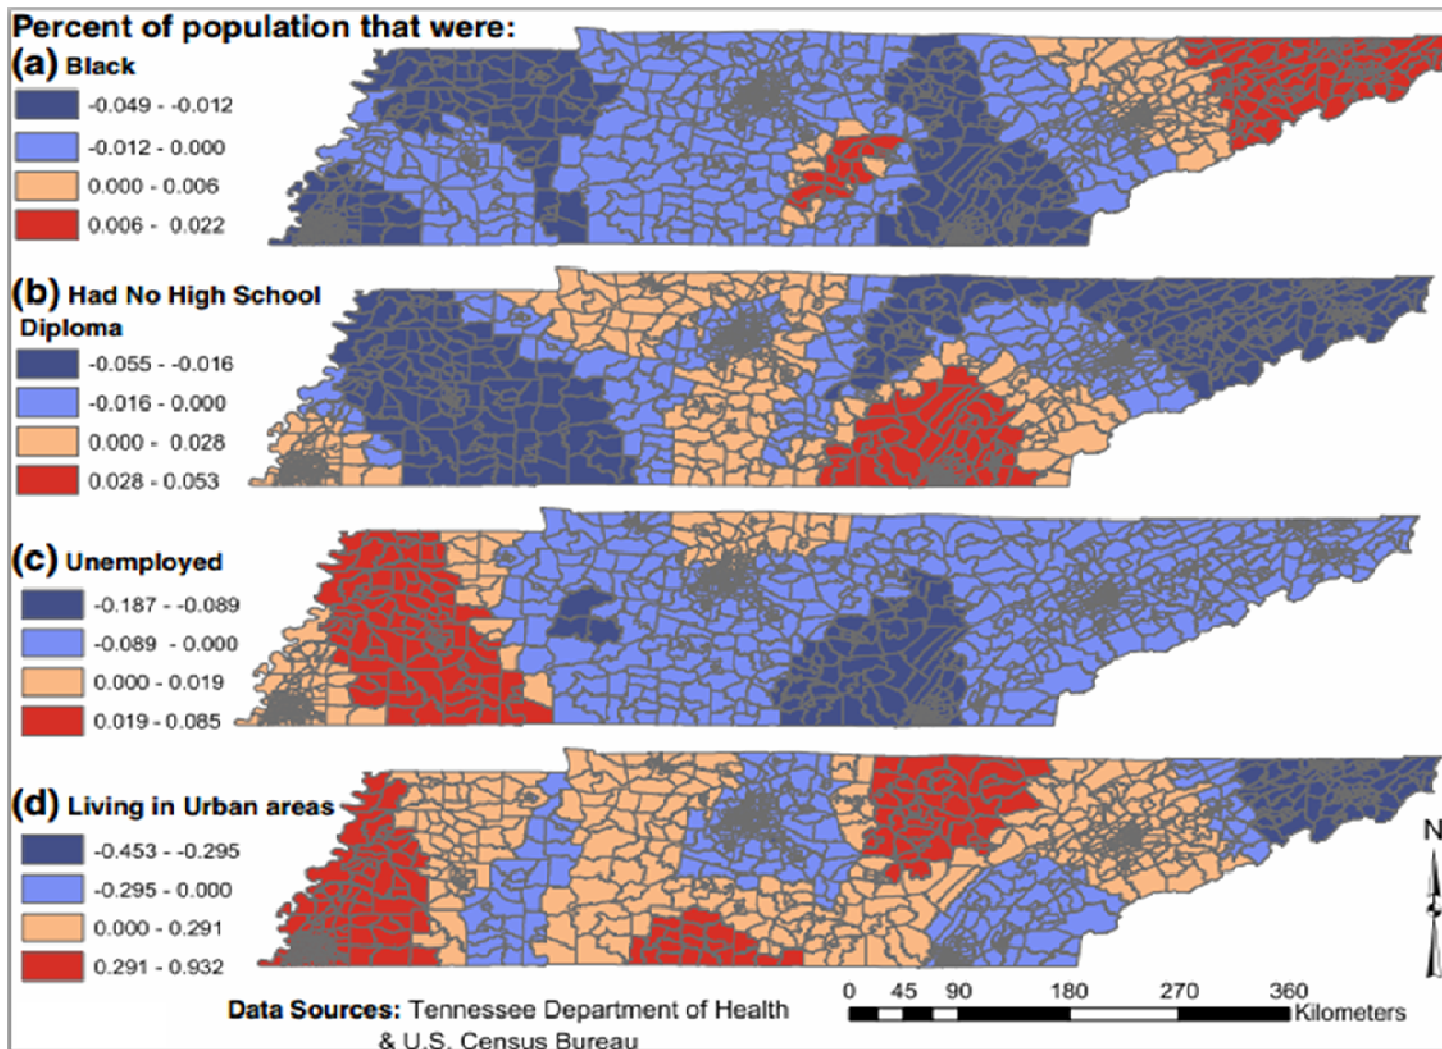 Percent of population that were:
(a) Black
-0.049 - -0.012
-0.012 - 0.000
0.000 - 0.006
0.006 - 0.022
(b) Had No High School
Diploma
-0.055 - -0.016
-0.016 - 0.000
0.000 - 0.028
0.028 - 0.053
(c) Unemployed
-0.187 - -0.089
-0.089 - 0.000
0.000 - 0.019
0.019 - 0.085
(d) Living in Urban areas
-0.453 - -0.295
-0.295 - 0.000
0.000 - 0.291
0.291 - 0.932
N
0 45 90 180 270 360
Kilometers
Data Sources: Tennessee Department of Health
& U.S. Census Bureau